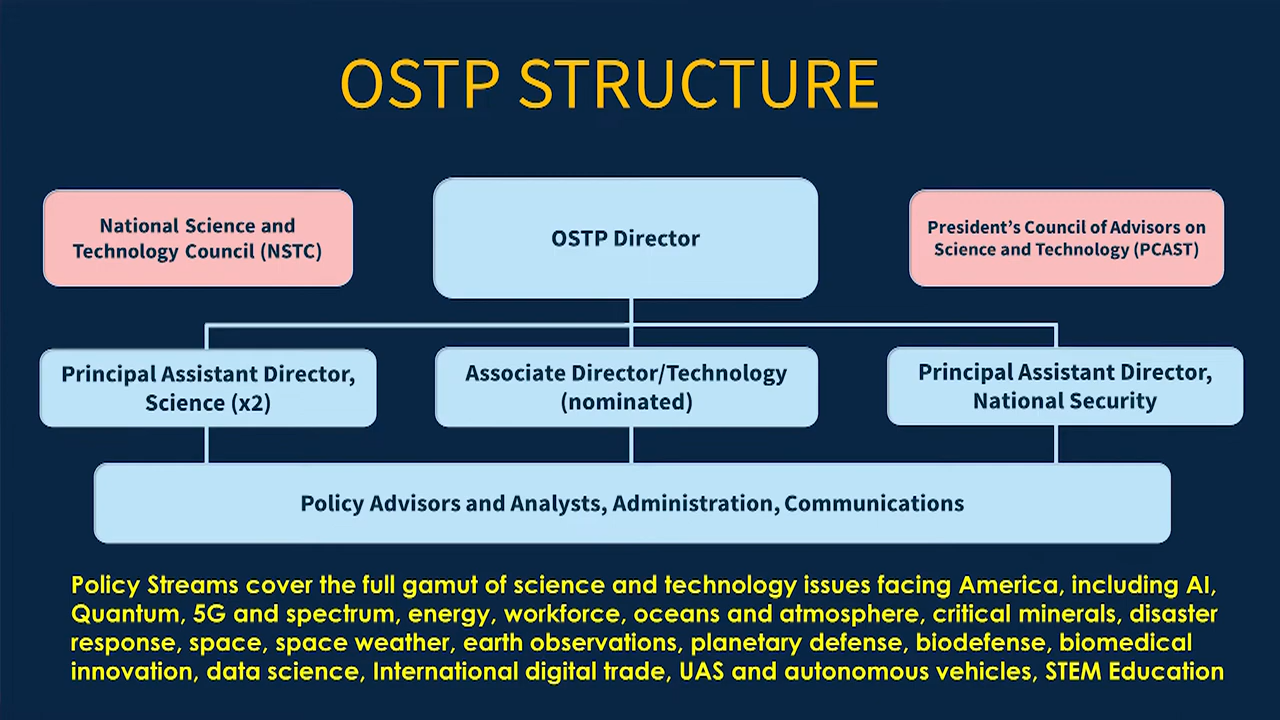 OSTP STRUCTURE
National Science and
Technology Council (NSTC)
OSTP Director
President’s Council of Advisors on
Science and Technology (PCAST)
Principal Assistant Director,
Science (x2)
Associate Director/Technology
(nominated)
Principal Assistant Director,
National Security
Policy Advisors and Analysts, Administration, Communications
Policy Streams cover the full gamut of science and technology issues facing America, including AI,
Quantum, 5G and spectrum, energy, workforce, oceans and atmosphere, critical minerals, disaster
response, space, space weather, earth observations, planetary defense, biodefense, biomedical
innovation, data science, International digital trade, UAS and autonomous vehicles, STEM Education